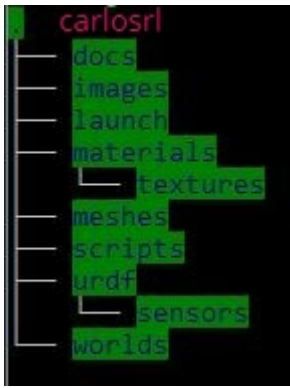 . carlosrl
docs
images
launch
materials
textures
meshes
scripts
urdf
sensors
worlds